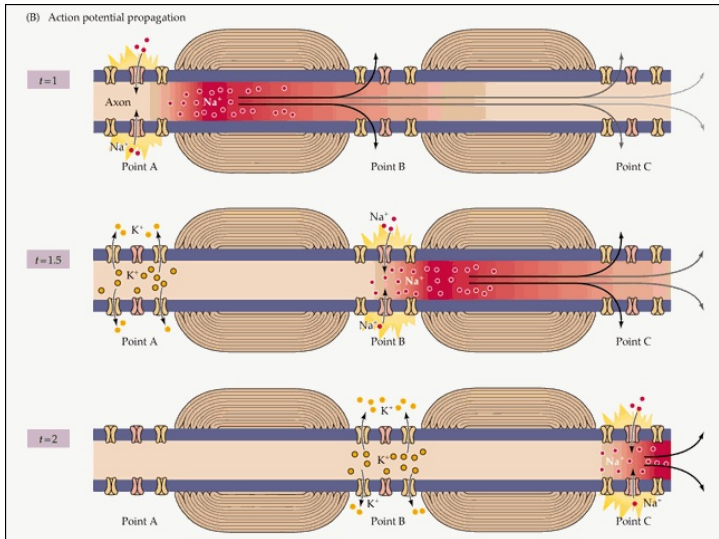 (B) Action potential propagation
t=1
Axon
Na+
Na+
Point A
Point B
Point C
K+
Na+
t=1.5
K+
Na+
Na+
Point A
Point B
Point C
K+
t=2
K+
Na+
K+
Na+
Point A
Point B
Point C